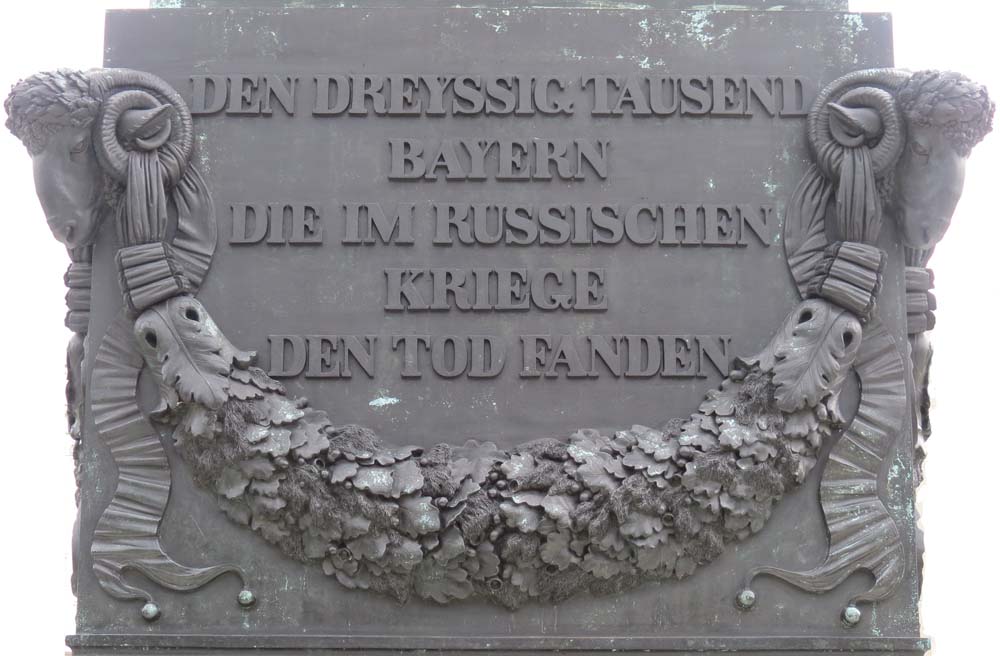 DEN DREYSSIG TAUSEND
BAYERN
DIE IM RUSSISCHEN
KRIEGE
DEN TOD FANDEN